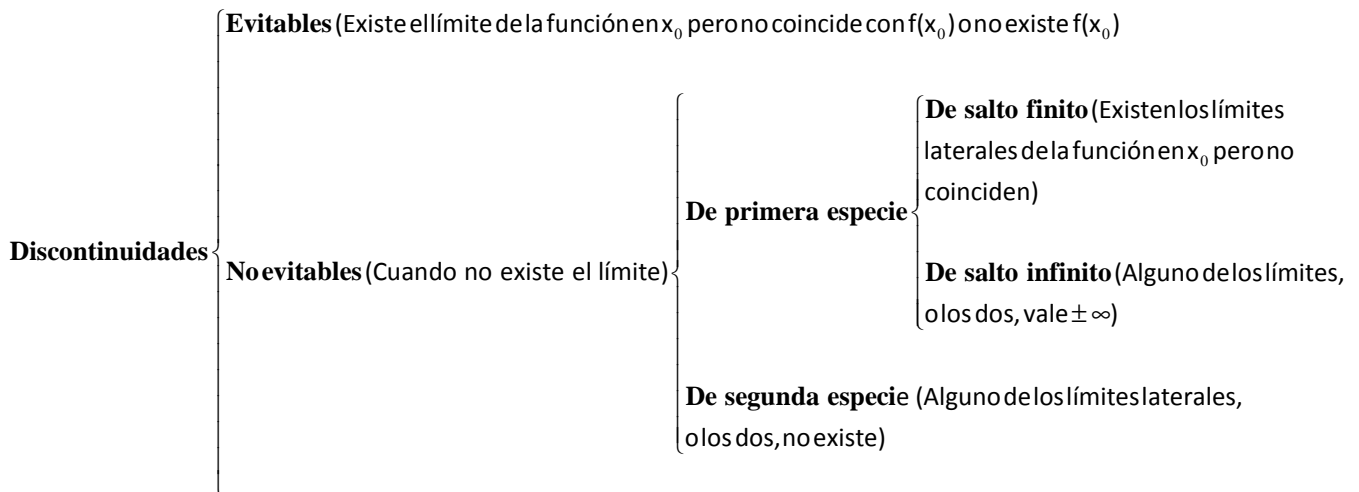 Evitables (Existe el límite de la función en x₀ pero no coincide con f(x₀) o no existe f(x₀)
De salto finito (Existen los límites
laterales de la función en x₀ pero no
coinciden)
De primera especie
Discontinuidades
No evitables (Cuando no existe el límite)
De salto infinito (Alguno de los límites,
o los dos, vale ± ∞)
De segunda especie (Alguno de los límites laterales,
o los dos, no existe)